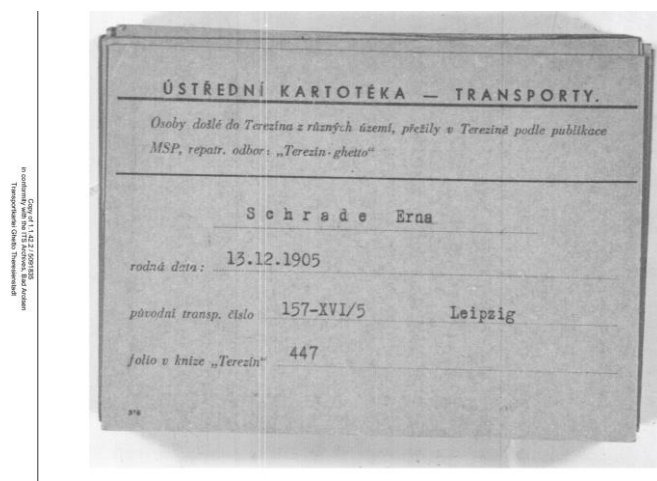 ÚSTŘEDNÍ KARTOTÉKA — TRANSPORTY.
Osoby došlé do Terezína z různých území, přežily v Terezíně podle publikace
MSP, repatr. odbor: „Terezín-ghetto“
Schrade Erna
rodná data: 13.12.1905
původní transp. číslo 157-XVI/5 Leipzig
folio v knize „Terezín“ 447
Copy of 1.1.42.2 / 5091835
in conformity with the ITS Archives, Bad Arolsen
Transportkartei Ghetto Theresienstadt